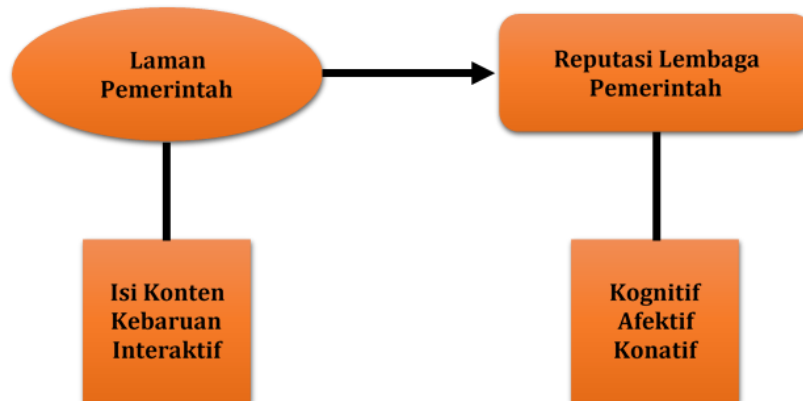 Laman
Pemerintah
Reputasi Lembaga
Pemerintah
Isi Konten
Kebaruan
Interaktif
Kognitif
Afektif
Konatif